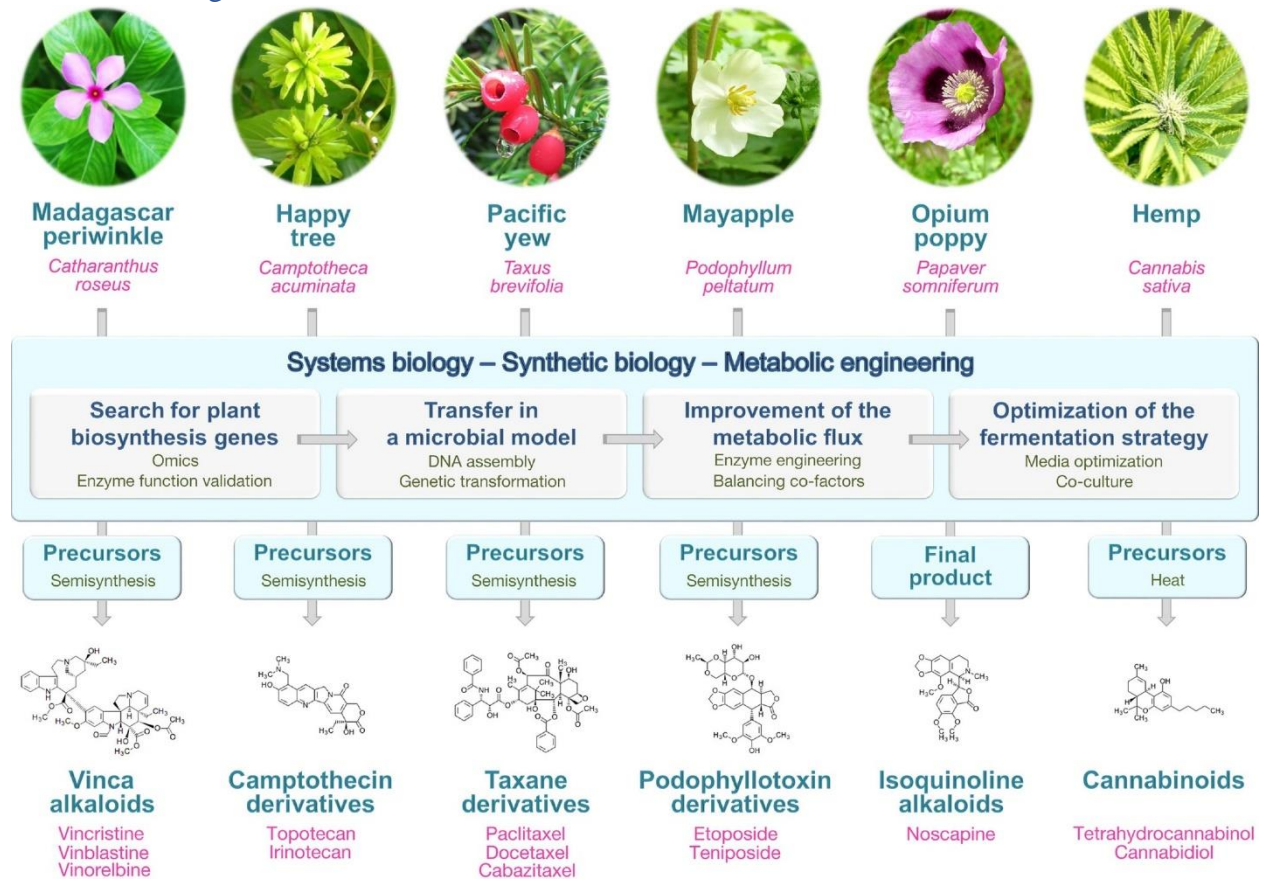 Madagascar
periwinkle
Catharanthus
roseus
Happy
tree
Camptotheca
acuminata
Pacific
yew
Taxus
brevifolia
Mayapple
Podophyllum
peltatum
Opium
poppy
Papaver
somniferum
Hemp
Cannabis
sativa
Systems biology – Synthetic biology – Metabolic engineering
Search for plant
biosynthesis genes
Omics
Enzyme function validation
Transfer in
a microbial model
DNA assembly
Genetic transformation
Improvement of the
metabolic flux
Enzyme engineering
Balancing co-factors
Optimization of the
fermentation strategy
Media optimization
Co-culture
Precursors
Semisynthesis
Precursors
Semisynthesis
Precursors
Semisynthesis
Precursors
Semisynthesis
Final
product
Precursors
Heat
Vinca
alkaloids
Vincristine
Vinblastine
Vinorelbine
Camptothecin
derivatives
Topotecan
Irinotecan
Taxane
derivatives
Paclitaxel
Docetaxel
Cabazitaxel
Podophyllotoxin
derivatives
Etoposide
Teniposide
Isoquinoline
alkaloids
Noscapine
Cannabinoids
Tetrahydrocannabinol
Cannabidiol